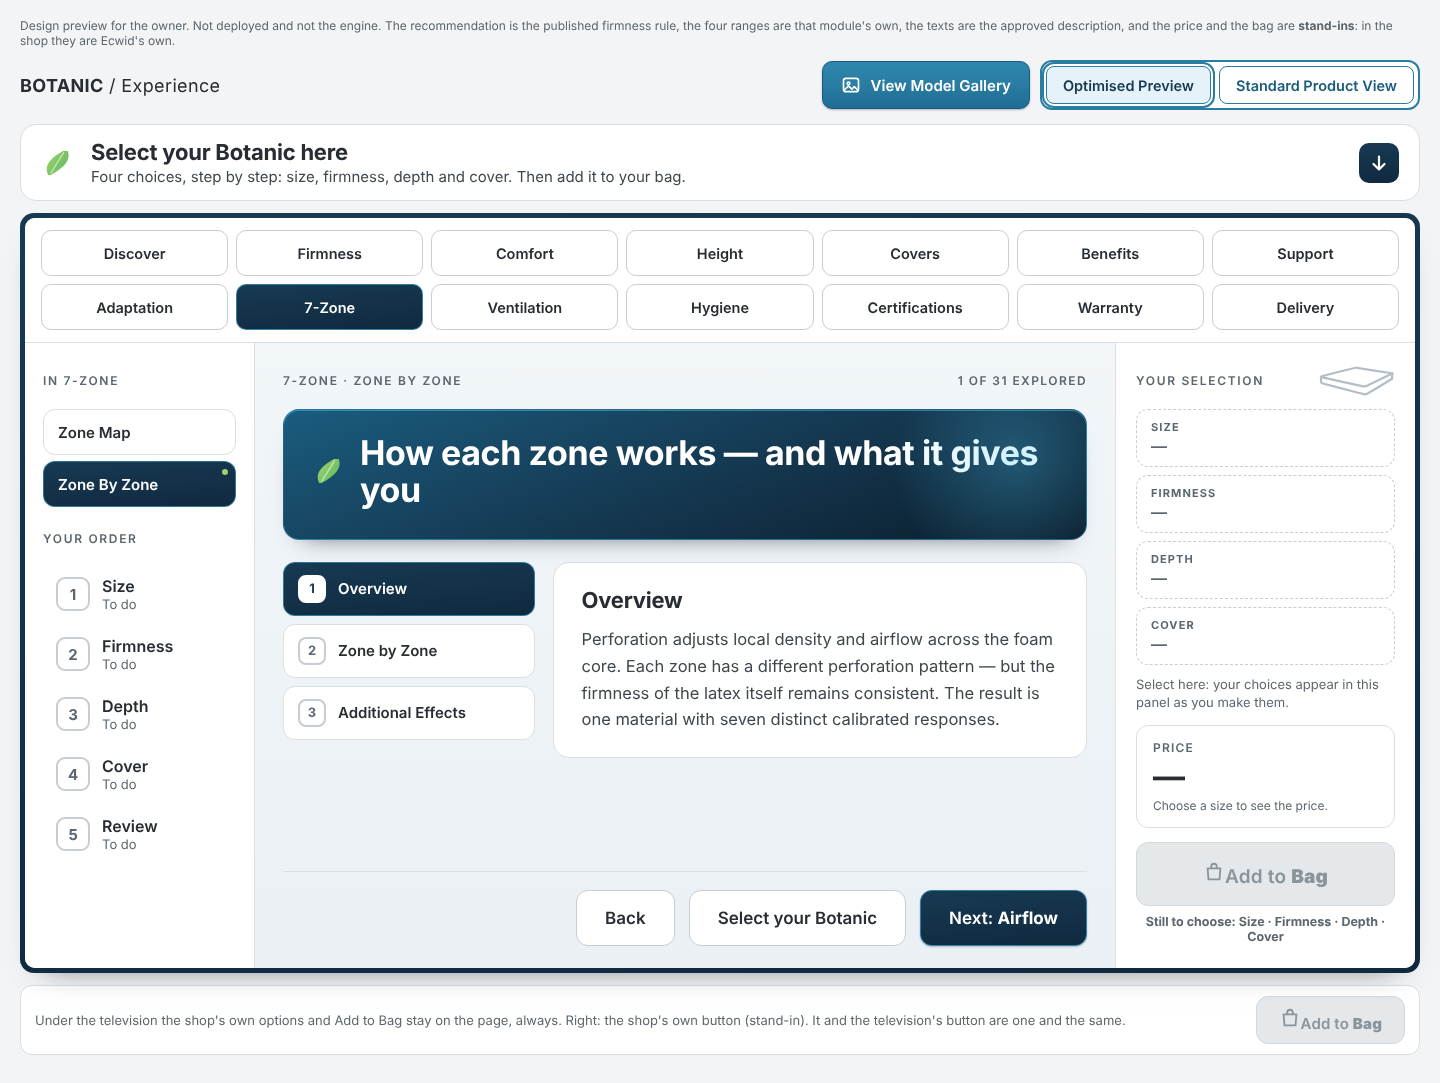 Design preview for the owner. Not deployed and not the engine. The recommendation is the published firmness rule, the four ranges are that module's own, the texts are the approved description, and the price and the bag are stand-ins: in the
shop they are Ecwid's own.
BOTANIC / Experience
View Model Gallery
Optimised Preview
Standard Product View
Select your Botanic here
Four choices, step by step: size, firmness, depth and cover. Then add it to your bag.
Discover
Firmness
Comfort
Height
Covers
Benefits
Support
Adaptation
7-Zone
Ventilation
Hygiene
Certifications
Warranty
Delivery
IN 7-ZONE
Zone Map
Zone By Zone
YOUR ORDER
1
Size
To do
2
Firmness
To do
3
Depth
To do
4
Cover
To do
5
Review
To do
7-ZONE · ZONE BY ZONE
1 OF 31 EXPLORED
How each zone works — and what it gives
you
1
Overview
2
Zone by Zone
3
Additional Effects
Overview
Perforation adjusts local density and airflow across the foam
core. Each zone has a different perforation pattern — but the
firmness of the latex itself remains consistent. The result is
one material with seven distinct calibrated responses.
Back
Select your Botanic
Next: Airflow
YOUR SELECTION
SIZE
—
FIRMNESS
—
DEPTH
—
COVER
—
Select here: your choices appear in this
panel as you make them.
PRICE
—
Choose a size to see the price.
Add to Bag
Still to choose: Size · Firmness · Depth ·
Cover
Under the television the shop's own options and Add to Bag stay on the page, always. Right: the shop's own button (stand-in). It and the television's button are one and the same.
Add to Bag